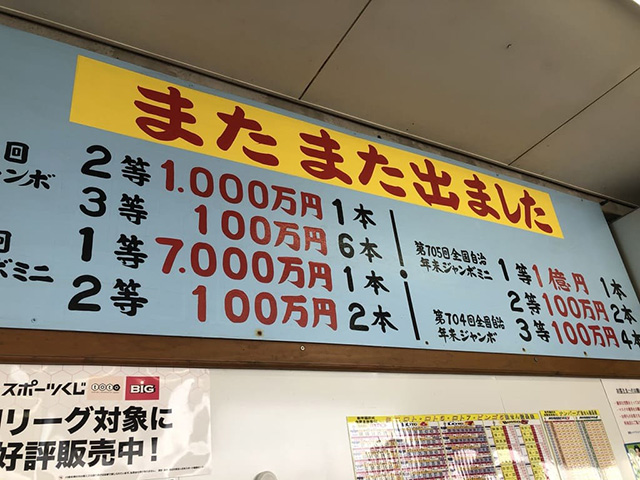 またまた出ました
回
ャンボ
2等 1.000万円 1本
3等 100万円 6本
回
ボミニ
1等 7.000万円 1本
2等 100万円 2本
第705回全国自治
年末ジャンボミニ
1等 1億円 1本
2等 100万円 2本
第704回全国自治
年末ジャンボ
3等 100万円 4本
スポーツくじ toto BIG
リーグ対象に
好評販売中!